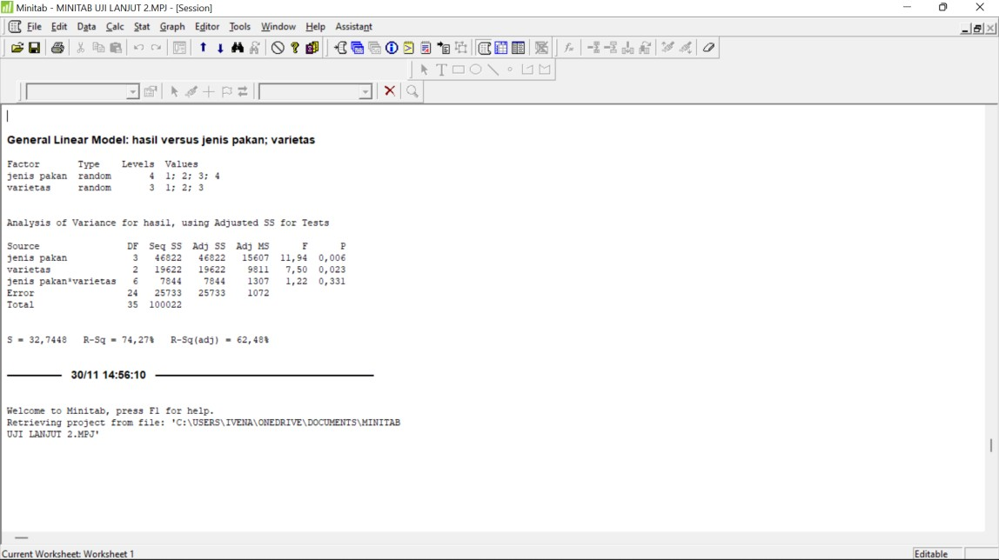 Minitab - MINITAB UJI LANJUT 2.MPJ - [Session]
File Edit Data Calc Stat Graph Editor Tools Window Help Assistant
General Linear Model: hasil versus jenis pakan; varietas
Factor Type Levels Values
jenis pakan random 4 1; 2; 3; 4
varietas random 3 1; 2; 3
Analysis of Variance for hasil, using Adjusted SS for Tests
Source DF Seq SS Adj SS Adj MS F P
jenis pakan 3 46822 46822 15607 11,94 0,006
varietas 2 19622 19622 9811 7,50 0,023
jenis pakan*varietas 6 7844 7844 1307 1,22 0,331
Error 24 25733 25733 1072
Total 35 100022
S = 32,7448 R-Sq = 74,27% R-Sq(adj) = 62,48%
30/11 14:56:10
Welcome to Minitab, press F1 for help.
Retrieving project from file: 'C:\USERS\IVENA\ONEDRIVE\DOCUMENTS\MINITAB
UJI LANJUT 2.MPJ'
Current Worksheet: Worksheet 1 Editable